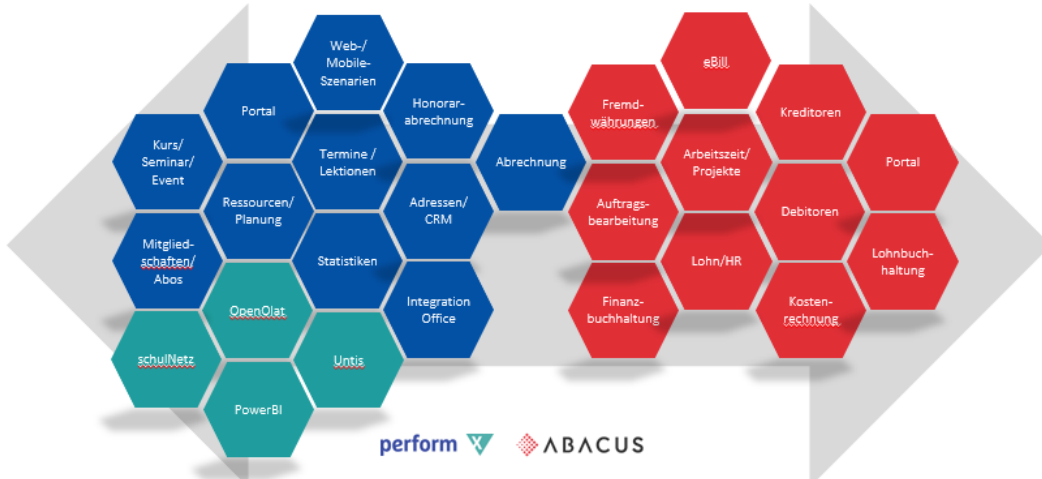 Web-/
Mobile-
Szenarien
Portal
Honorar-
abrechnung
Kurs/
Seminar/
Event
Termine /
Lektionen
Abrechnung
Ressourcen/
Planung
Adressen/
CRM
Mitglied-
schaften/
Abos
Statistiken
OpenOlat
Integration
Office
schulNetz
Untis
PowerBI
eBill
Fremd-
währungen
Kreditoren
Arbeitszeit/
Projekte
Portal
Auftrags-
bearbeitung
Debitoren
Lohn/HR
Lohnbuch-
haltung
Finanz-
buchhaltung
Kosten-
rechnung
perform X
ABACUS